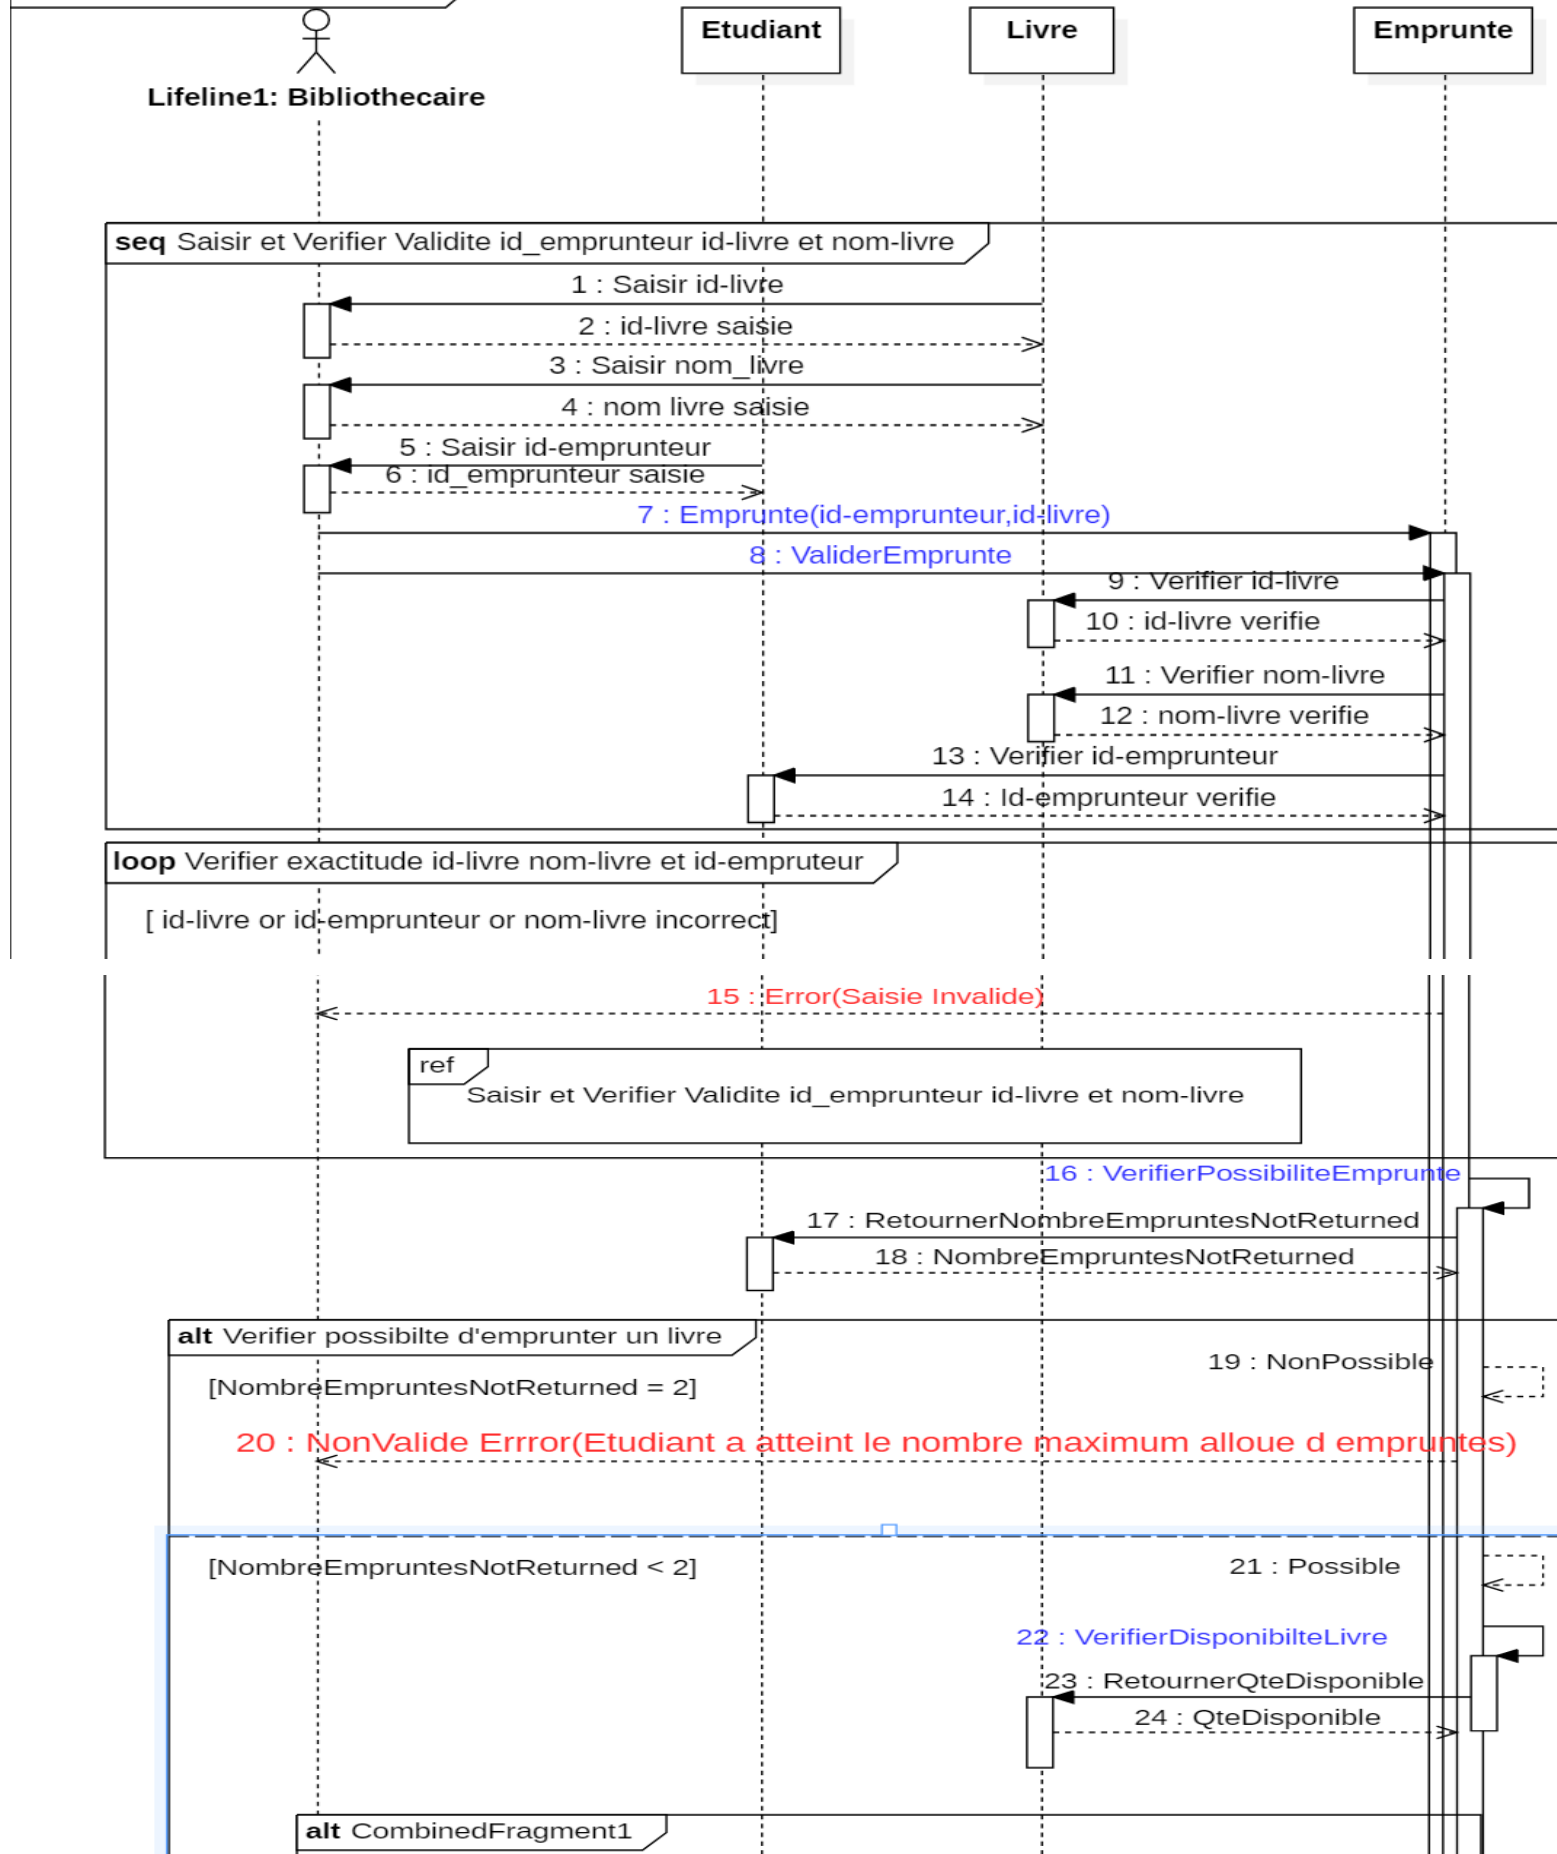 Etudiant
Livre
Emprunte
Lifeline1: Bibliothecaire
seq Saisir et Verifier Validite id_emprunteur id-livre et nom-livre
1 : Saisir id-livre
2 : id-livre saisie
3 : Saisir nom_livre
4 : nom livre saisie
5 : Saisir id-emprunteur
6 : id_emprunteur saisie
7 : Emprunte(id-emprunteur,id-livre)
8 : ValiderEmprunte
9 : Verifier id-livre
10 : id-livre verifie
11 : Verifier nom-livre
12 : nom-livre verifie
13 : Verifier id-emprunteur
14 : Id-emprunteur verifie
loop Verifier exactitude id-livre nom-livre et id-empruteur
[ id-livre or id-emprunteur or nom-livre incorrect]
15 : Error(Saisie Invalide)
ref
Saisir et Verifier Validite id_emprunteur id-livre et nom-livre
16 : VerifierPossibiliteEmprunte
17 : RetournerNombreEmpruntesNotReturned
18 : NombreEmpruntesNotReturned
alt Verifier possibilte d'emprunter un livre
19 : NonPossible
[NombreEmpruntesNotReturned = 2]
20 : NonValide Errror(Etudiant a atteint le nombre maximum alloue d empruntes)
[NombreEmpruntesNotReturned < 2]
21 : Possible
22 : VerifierDisponibilteLivre
23 : RetournerQteDisponible
24 : QteDisponible
alt CombinedFragment1